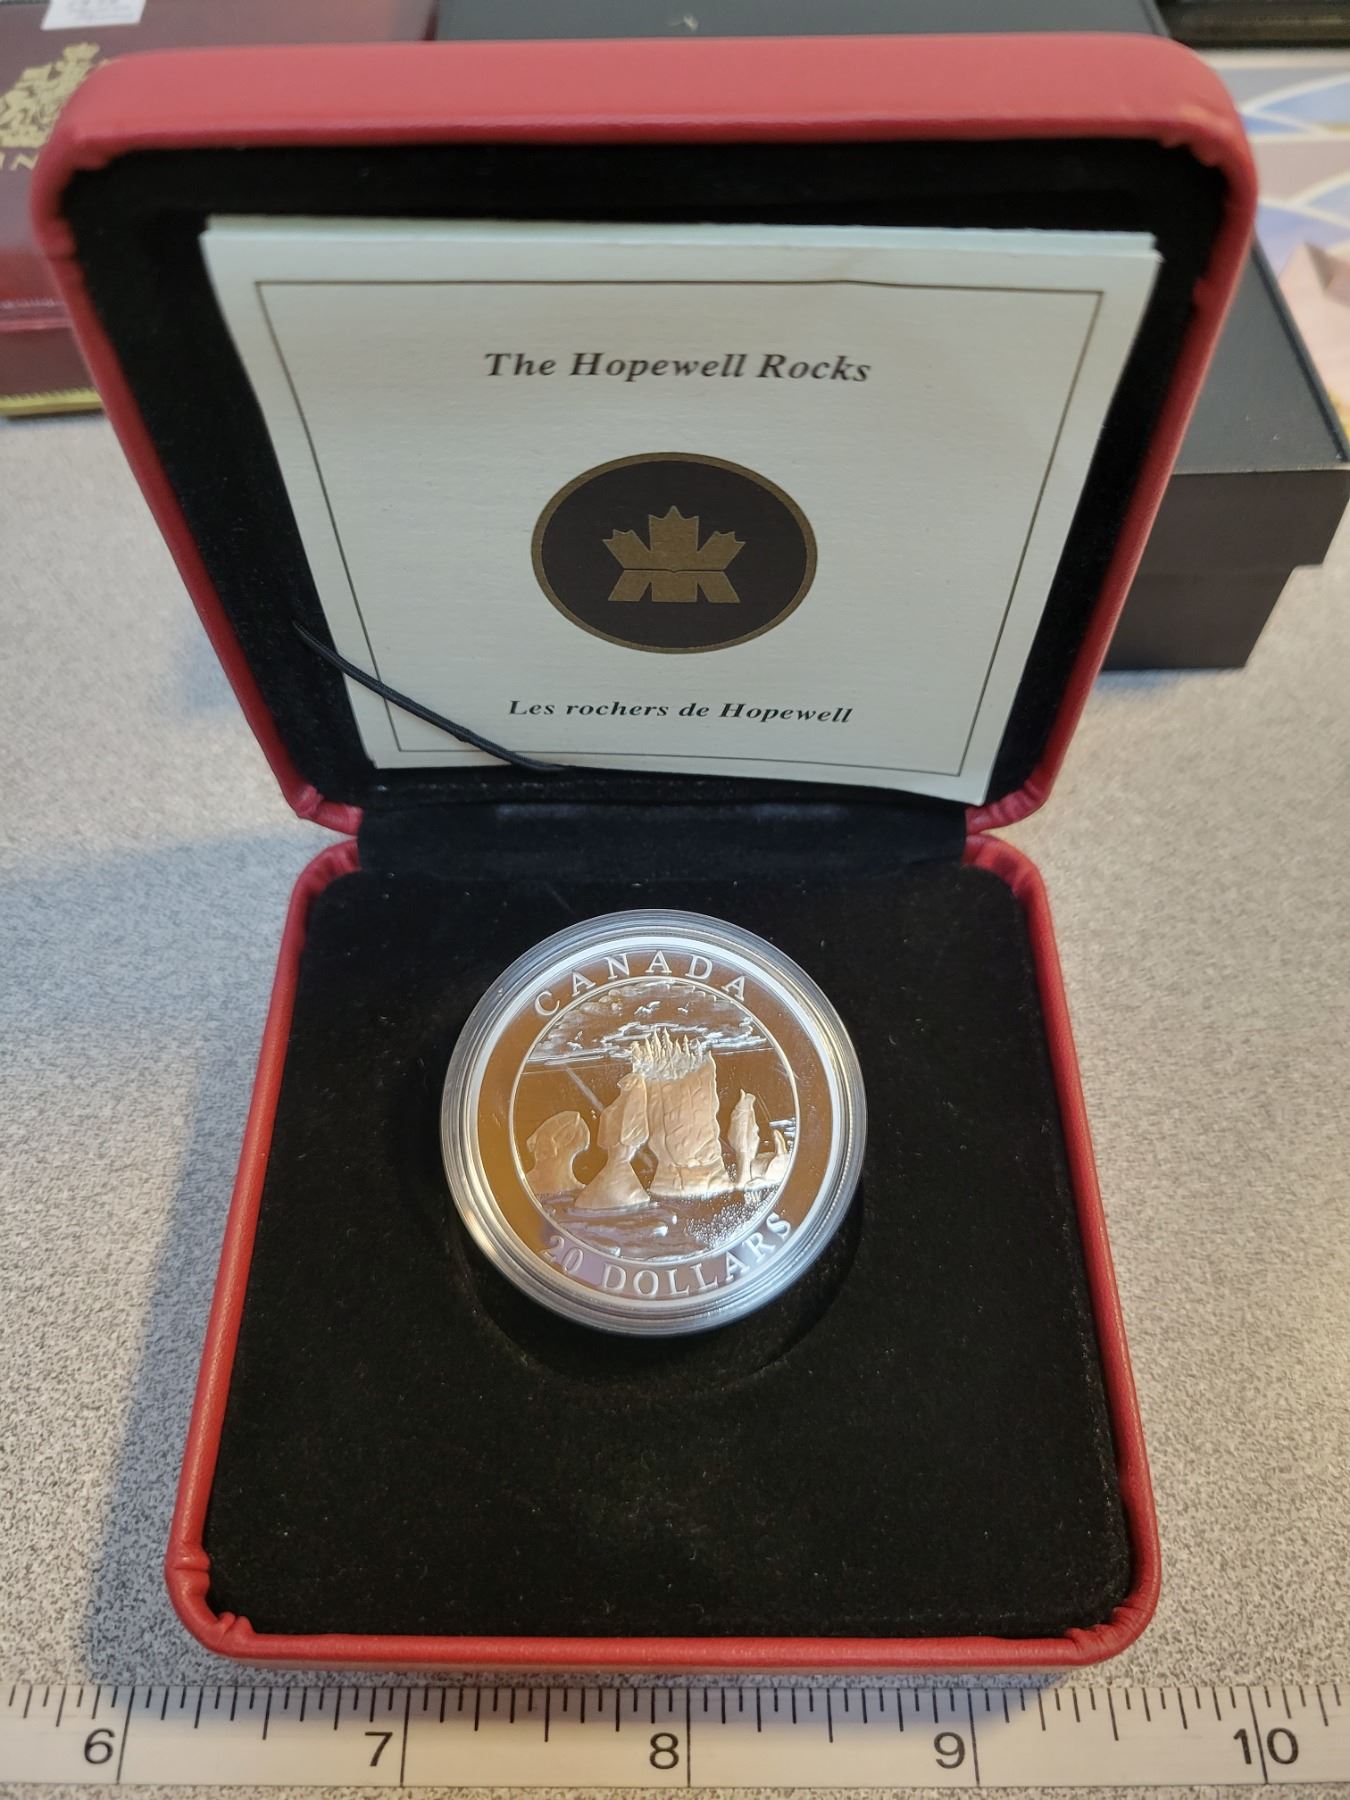 The Hopewell Rocks
Les rochers de Hopewell
CANADA
20 DOLLARS
6 7 8 9 10